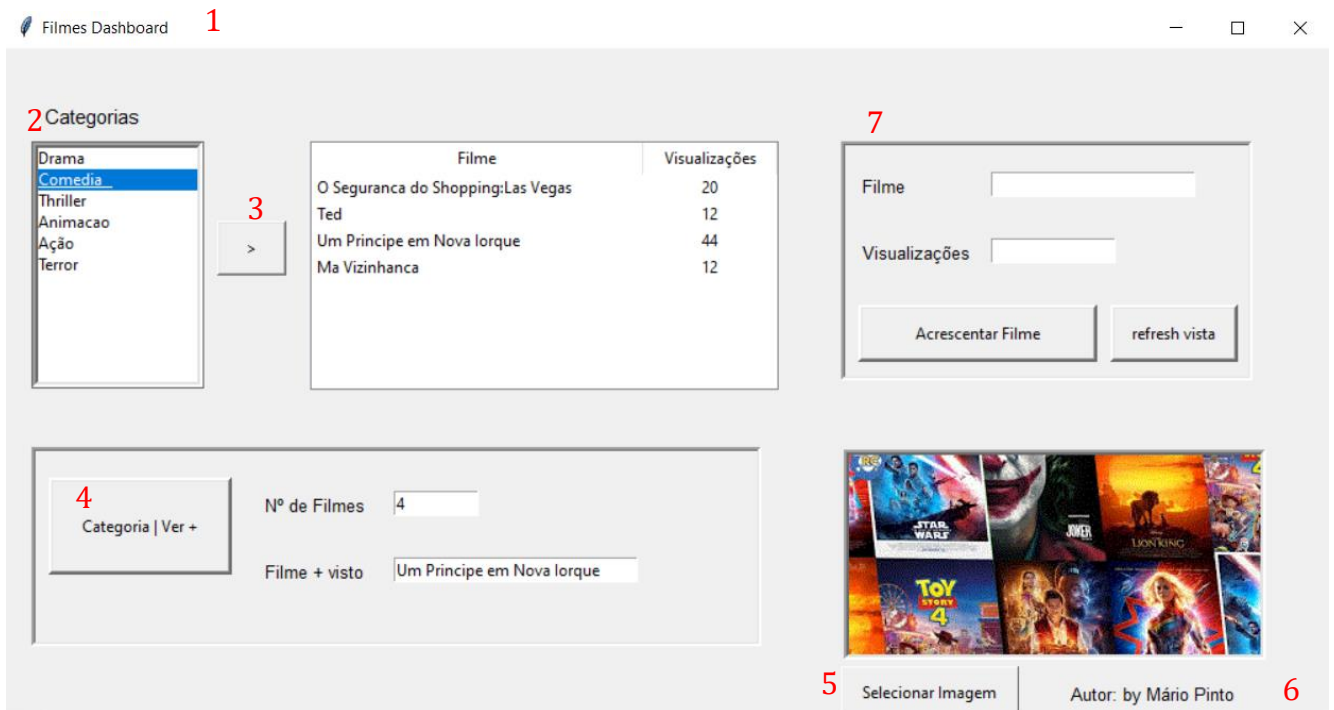 Filmes Dashboard 1
2 Categorias
Drama
Comedia
Thriller
Animacao
Ação
Terror
3
>
Filme Visualizações
O Seguranca do Shopping:Las Vegas 20
Ted 12
Um Principe em Nova Iorque 44
Ma Vizinhanca 12
7
Filme
Visualizações
Acrescentar Filme refresh vista
4
Categoria | Ver +
Nº de Filmes 4
Filme + visto Um Principe em Nova Iorque
STAR
WARS
JOKER
THE LION KING
TOY
STORY
4
5 Selecionar Imagem
Autor: by Mário Pinto 6